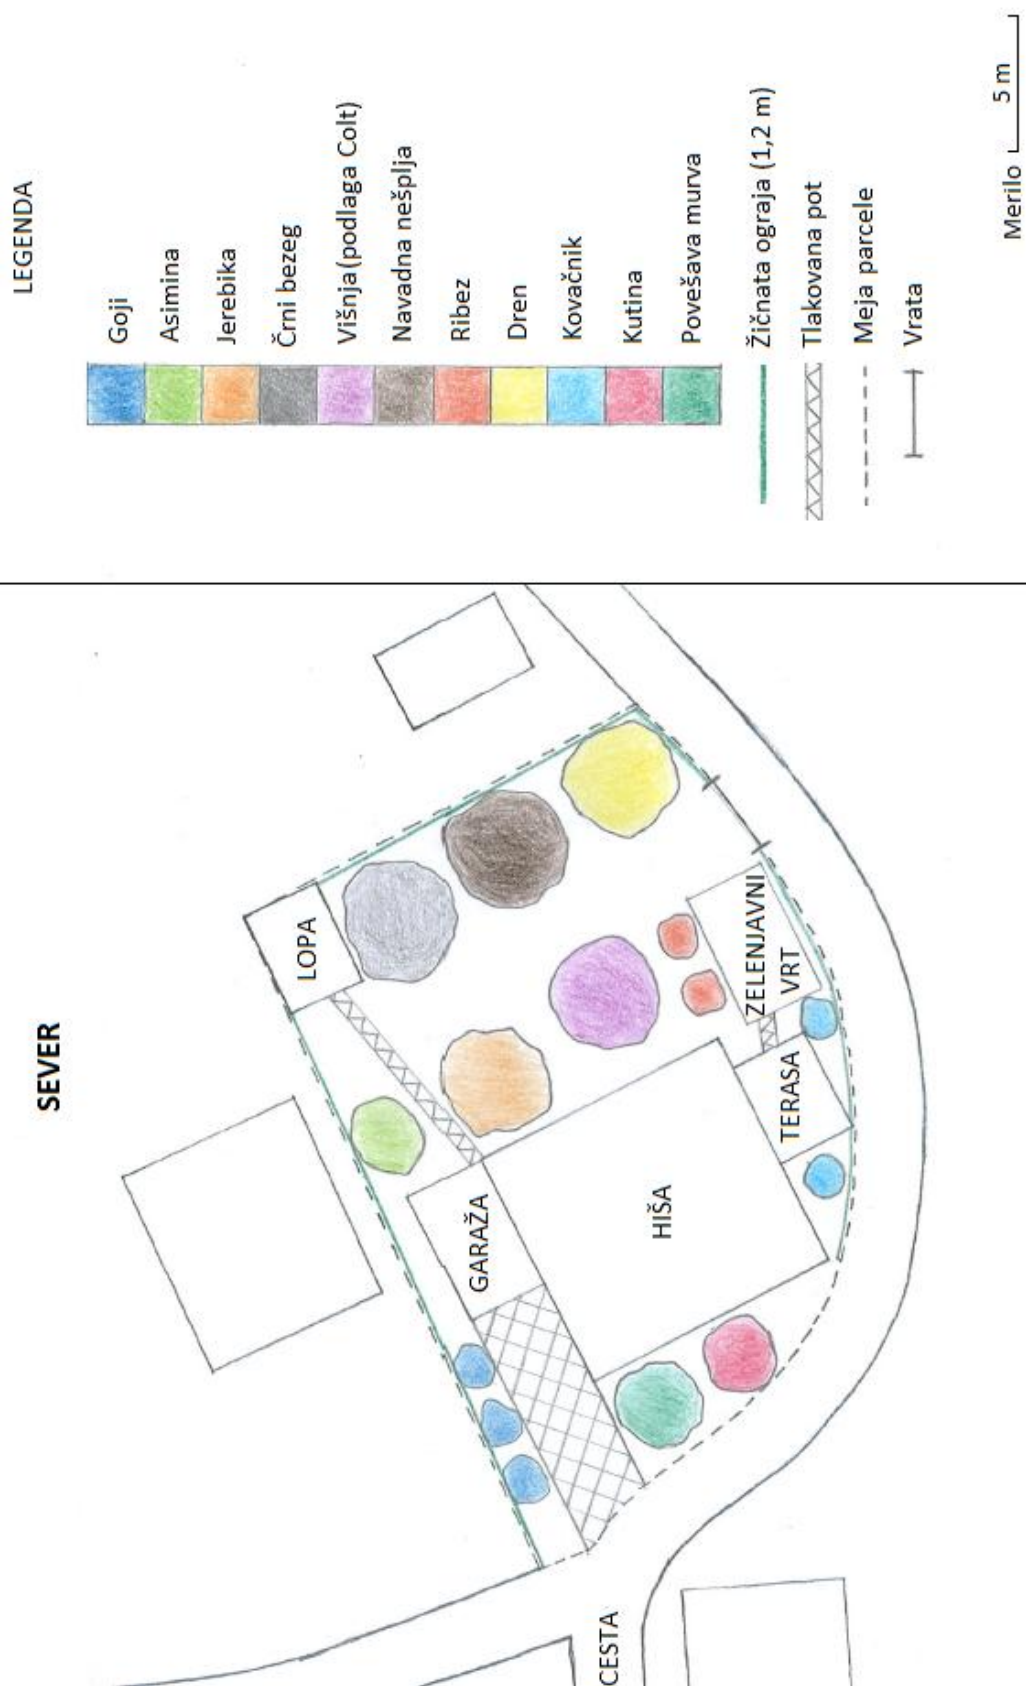 SEVER
LOPA
GARAŽA
HIŠA
TERASA
ZELENJAVNI
VRT
CESTA
LEGENDA
Goji
Asimina
Jerebika
Črni bezeg
Višnja(podlaga Colt)
Navadna nešplja
Ribez
Dren
Kovačnik
Kutina
Povešava murva
Žičnata ograja (1,2 m)
Tlakovana pot
Meja parcele
Vrata
Merilo 5 m